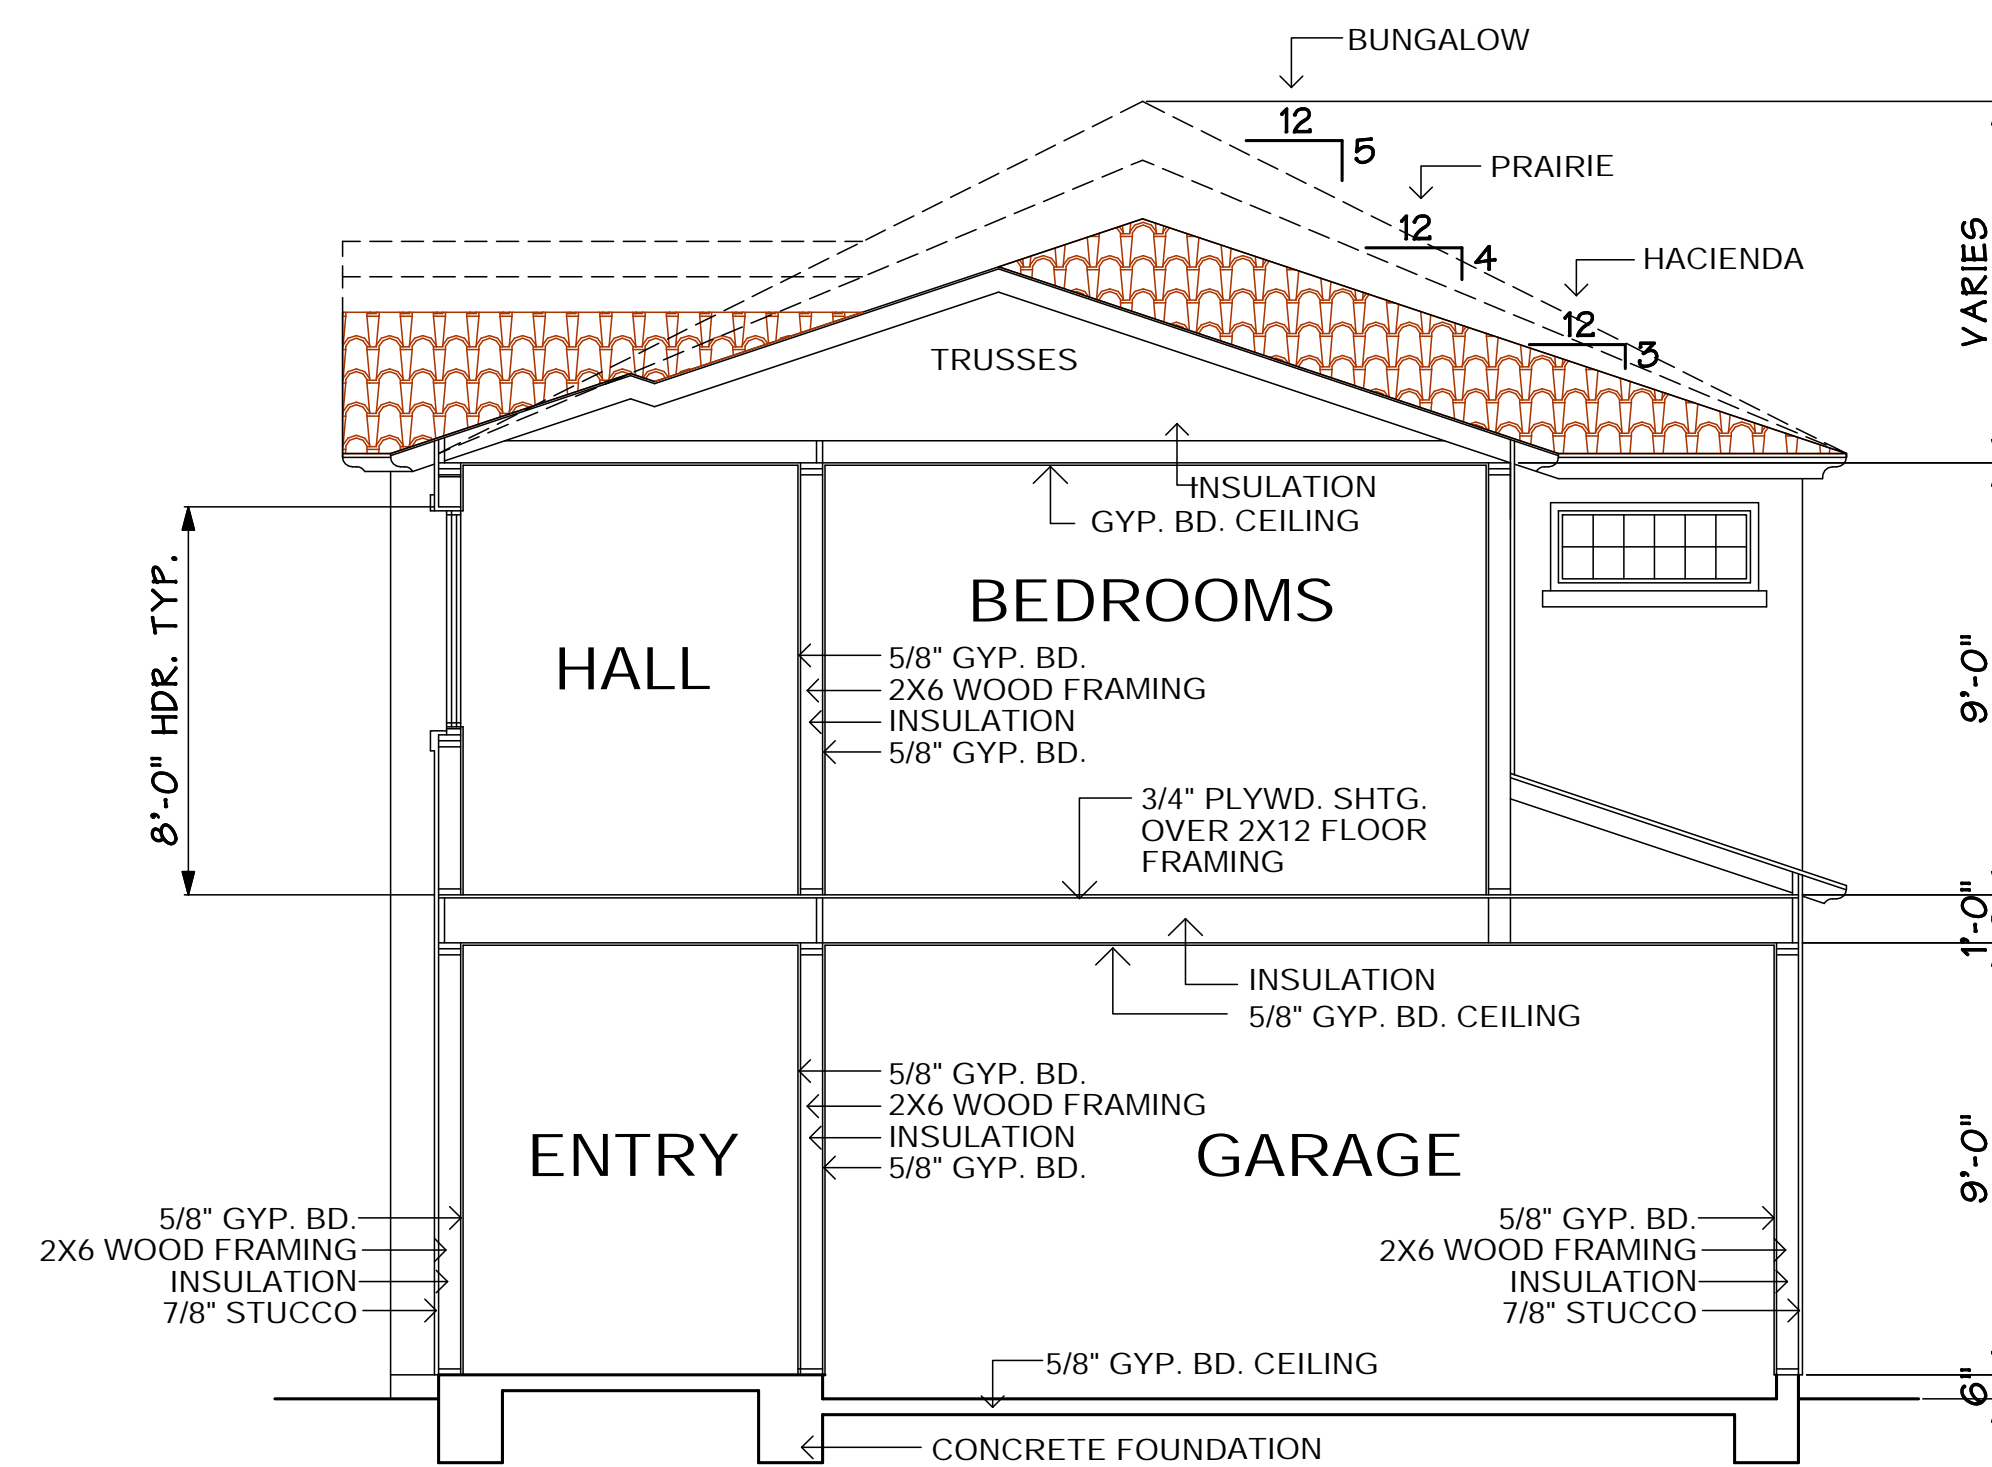 BUNGALOW
12
5
PRAIRIE
12
4
HACIENDA
12
3
VARIES
TRUSSES
INSULATION
GYP. BD. CEILING
8'-0" HDR. TYP.
BEDROOMS
HALL
5/8" GYP. BD.
2X6 WOOD FRAMING
INSULATION
5/8" GYP. BD.
9'-0"
3/4" PLYWD. SHTG.
OVER 2X12 FLOOR
FRAMING
1'-0"
INSULATION
5/8" GYP. BD. CEILING
5/8" GYP. BD.
2X6 WOOD FRAMING
INSULATION
5/8" GYP. BD.
ENTRY
GARAGE
9'-0"
5/8" GYP. BD.
2X6 WOOD FRAMING
INSULATION
7/8" STUCCO
5/8" GYP. BD.
2X6 WOOD FRAMING
INSULATION
7/8" STUCCO
5/8" GYP. BD. CEILING
6"
CONCRETE FOUNDATION